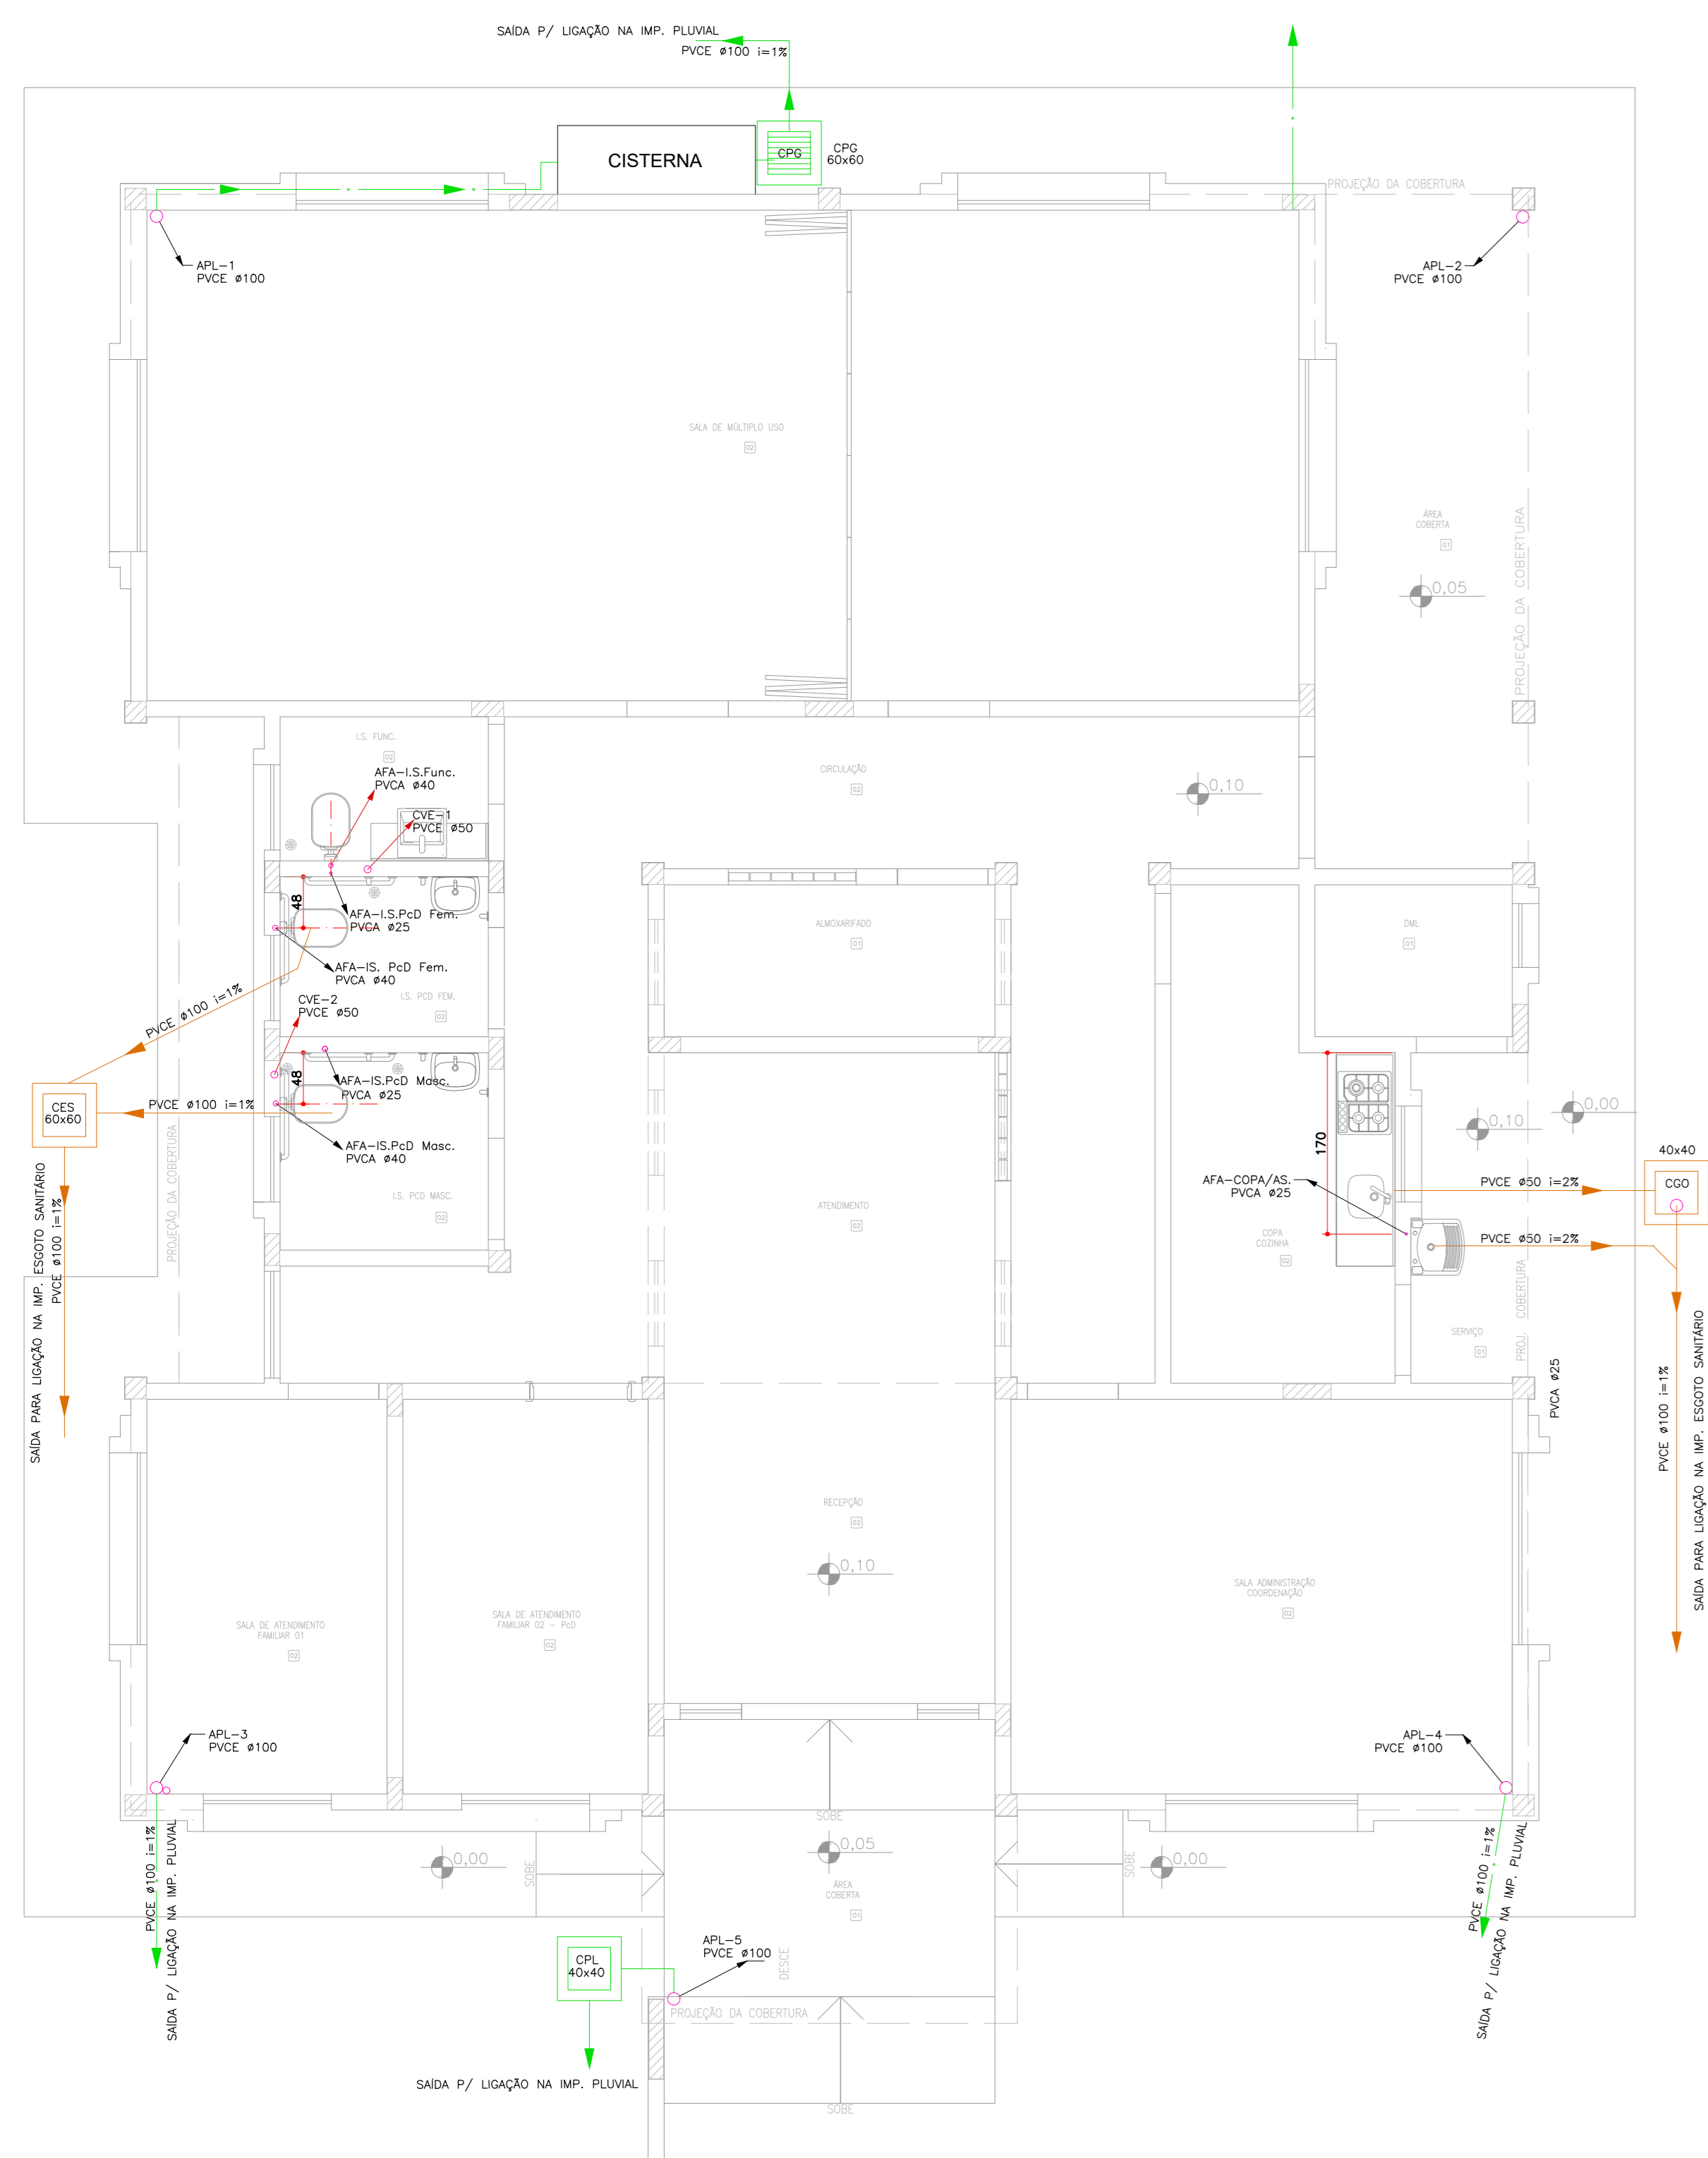 SAÍDA P/ LIGAÇÃO NA IMP. PLUVIAL
PVCE ø100 i=1%
CISTERNA
CPG
CPG
60x60
PROJEÇÃO DA COBERTURA
APL-1
PVCE ø100
APL-2
PVCE ø100
SALA DE MÚLTIPLO USO
02
ÁREA
COBERTA
01
0,05
PROJEÇÃO DA COBERTURA
I.S. FUNC.
02
AFA-I.S.Func.
PVCA ø40
CVE-1
PVCE ø50
CIRCULAÇÃO
02
0,10
48
AFA-I.S.PcD Fem.
PVCA ø25
AFA-IS. PcD Fem.
PVCA ø40
I.S. PCD FEM.
02
ALMOXARIFADO
01
DML
01
PVCE ø100 i=1%
CVE-2
PVCE ø50
48
AFA-IS.PcD Masc.
PVCA ø25
CES
60x60
PVCE ø100 i=1%
AFA-IS.PcD Masc.
PVCA ø40
I.S. PCD MASC.
02
PROJEÇÃO DA COBERTURA
SAÍDA PARA LIGAÇÃO NA IMP. ESGOTO SANITÁRIO
PVCE ø100 i=1%
ATENDIMENTO
02
170
0,10
0,00
AFA-COPA/AS.
PVCA ø25
COPA
COZINHA
02
40x40
CGO
PVCE ø50 i=2%
PVCE ø50 i=2%
SERVIÇO
01
PROJ. COBERTURA
PVCA ø25
PVCE ø100 i=1%
SAÍDA PARA LIGAÇÃO NA IMP. ESGOTO SANITÁRIO
RECEPÇÃO
02
0,10
SALA DE ATENDIMENTO
FAMILIAR 01
02
SALA DE ATENDIMENTO
FAMILIAR 02 - PcD
02
SALA ADMINISTRAÇÃO
COORDENAÇÃO
02
APL-3
PVCE ø100
APL-4
PVCE ø100
PVCE ø100 i=1%
SAÍDA P/ LIGAÇÃO NA IMP. PLUVIAL
0,00
SOBE
SOBE
0,05
ÁREA
COBERTA
01
SOBE
0,00
PVCE ø100 i=1%
SAÍDA P/ LIGAÇÃO NA IMP. PLUVIAL
CPL
40x40
APL-5
PVCE ø100
DESCE
PROJEÇÃO DA COBERTURA
SAÍDA P/ LIGAÇÃO NA IMP. PLUVIAL
SOBE